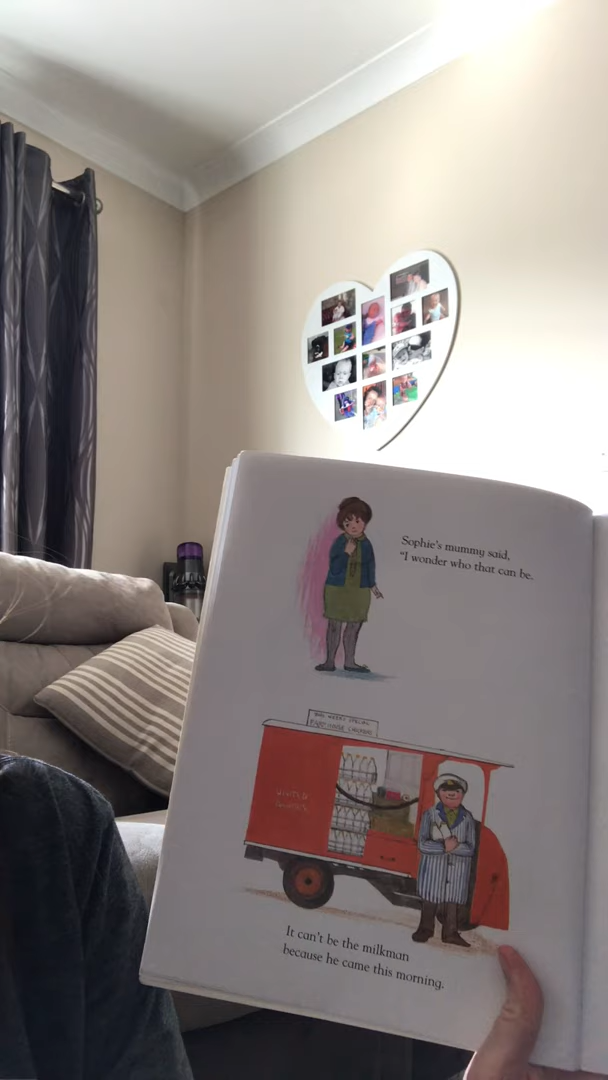 Sophie's mummy said,
"I wonder who that can be.
It can't be the milkman
because he came this morning.